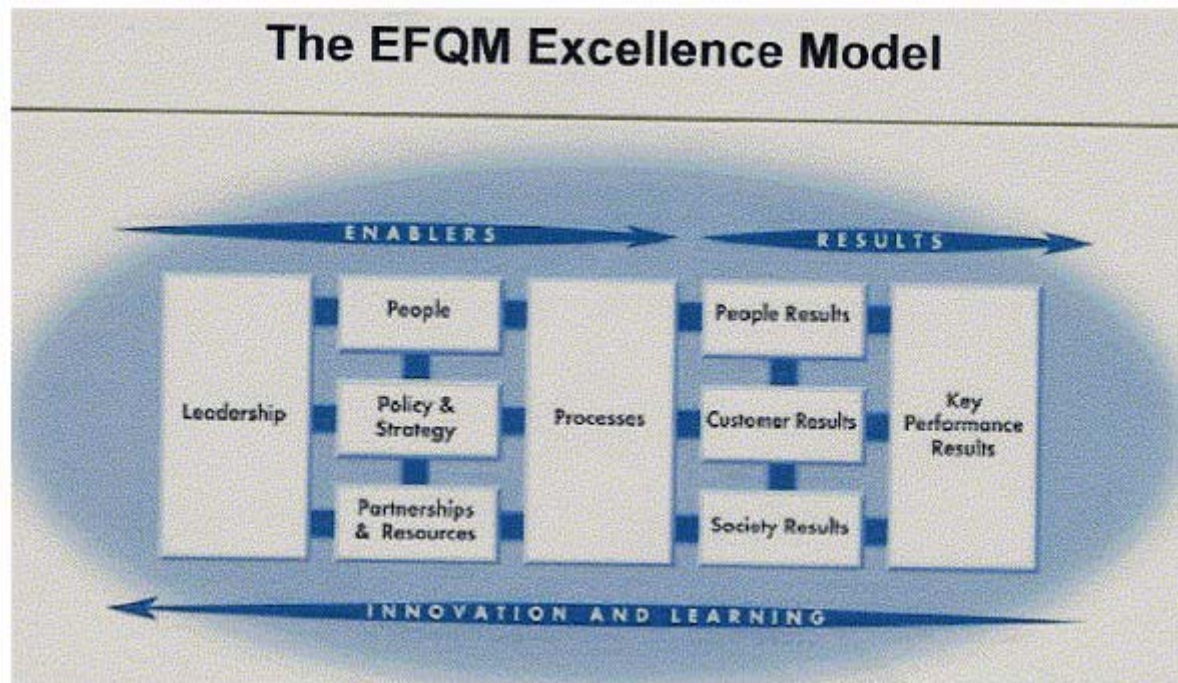 The EFQM Excellence Model
ENABLERS
RESULTS
Leadership
People
Policy &
Strategy
Partnerships
& Resources
Processes
People Results
Customer Results
Society Results
Key
Performance
Results
INNOVATION AND LEARNING